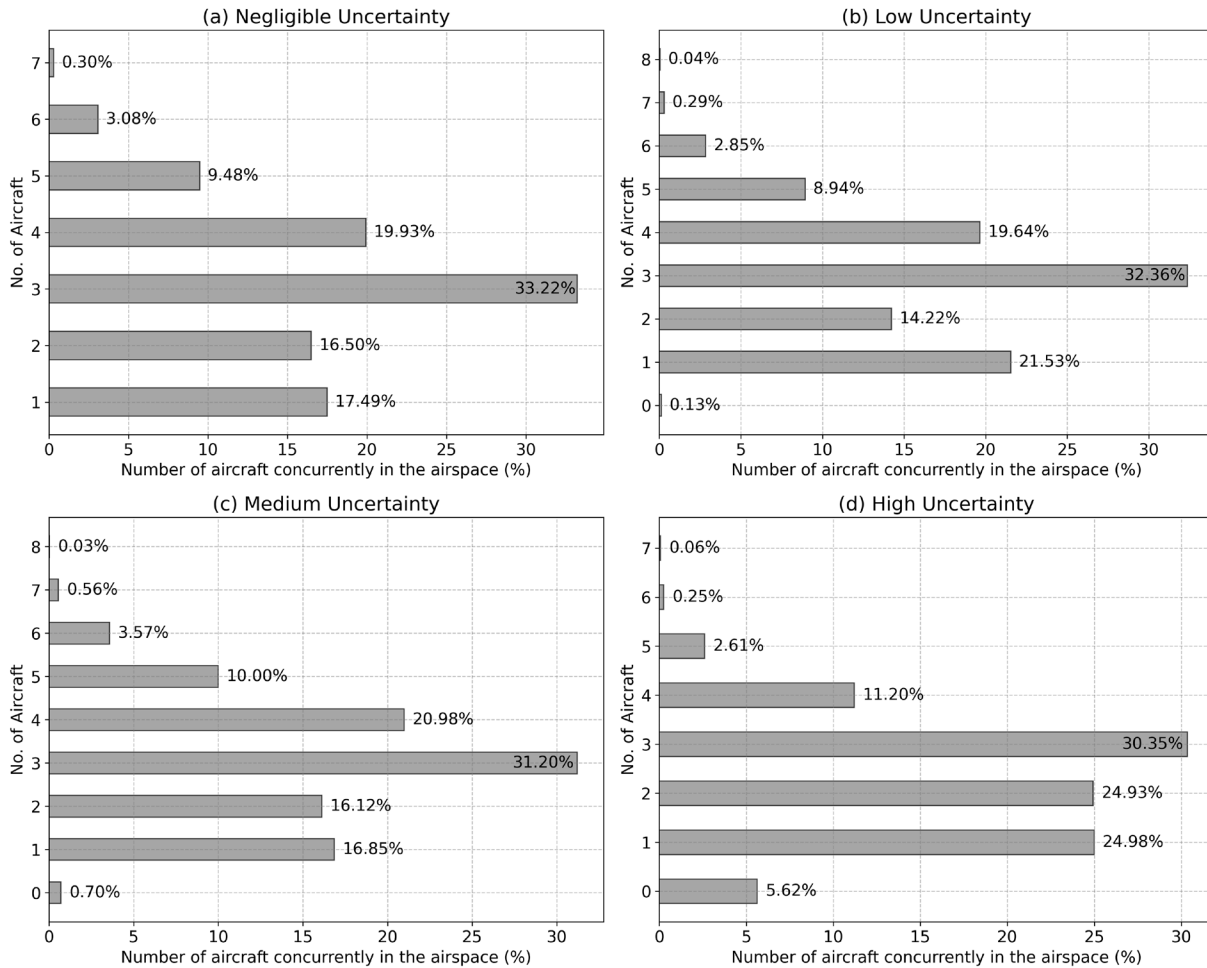 (a) Negligible Uncertainty
No. of Aircraft
7 0.30%
6 3.08%
5 9.48%
4 19.93%
3 33.22%
2 16.50%
1 17.49%
0 5 10 15 20 25 30
Number of aircraft concurrently in the airspace (%)
(b) Low Uncertainty
No. of Aircraft
8 0.04%
7 0.29%
6 2.85%
5 8.94%
4 19.64%
3 32.36%
2 14.22%
1 21.53%
0 0.13%
0 5 10 15 20 25 30
Number of aircraft concurrently in the airspace (%)
(c) Medium Uncertainty
No. of Aircraft
8 0.03%
7 0.56%
6 3.57%
5 10.00%
4 20.98%
3 31.20%
2 16.12%
1 16.85%
0 0.70%
0 5 10 15 20 25 30
Number of aircraft concurrently in the airspace (%)
(d) High Uncertainty
No. of Aircraft
7 0.06%
6 0.25%
5 2.61%
4 11.20%
3 30.35%
2 24.93%
1 24.98%
0 5.62%
0 5 10 15 20 25 30
Number of aircraft concurrently in the airspace (%)